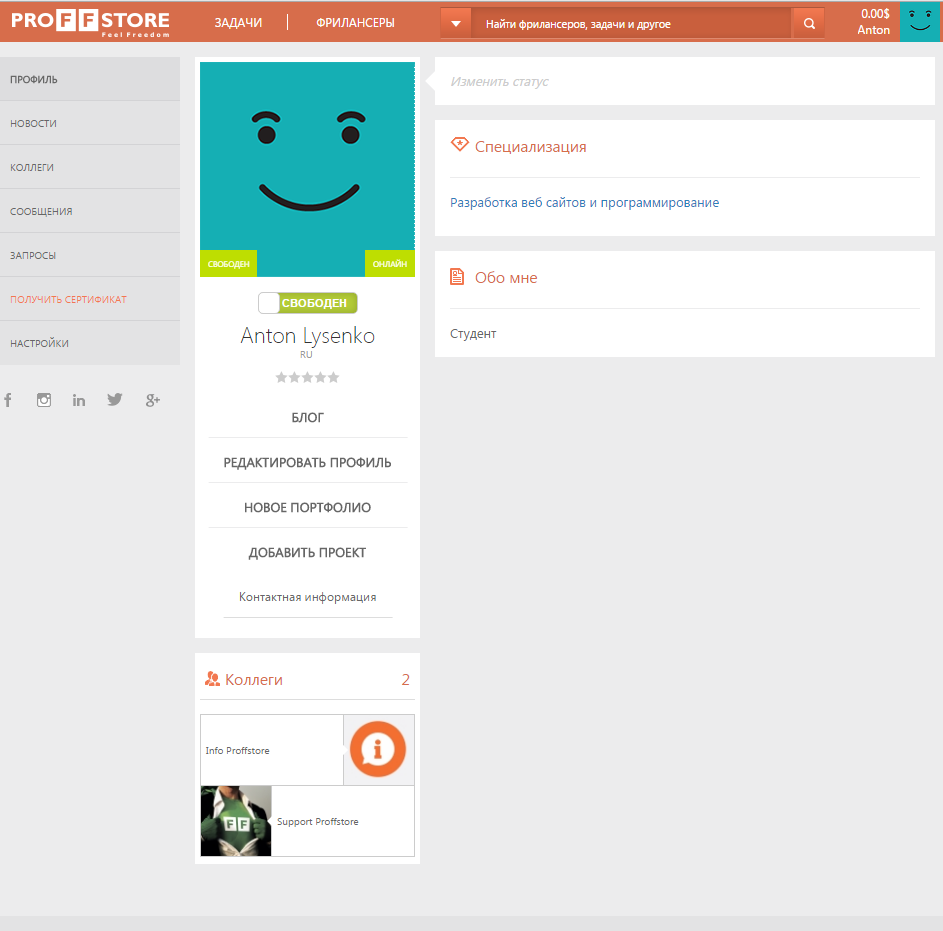 PROFFSTORE
Feel Freedom
ЗАДАЧИ
ФРИЛАНСЕРЫ
Найти фрилансеров, задачи и другое
0.00$
Anton
ПРОФИЛЬ
НОВОСТИ
КОЛЛЕГИ
СООБЩЕНИЯ
ЗАПРОСЫ
ПОЛУЧИТЬ СЕРТИФИКАТ
НАСТРОЙКИ
f
in
g+
СВОБОДЕН
ОНЛАЙН
СВОБОДЕН
Anton Lysenko
RU
БЛОГ
РЕДАКТИРОВАТЬ ПРОФИЛЬ
НОВОЕ ПОРТФОЛИО
ДОБАВИТЬ ПРОЕКТ
Контактная информация
Коллеги 2
Info Proffstore
i
FF
Support Proffstore
Изменить статус
Специализация
Разработка веб сайтов и программирование
Обо мне
Студент